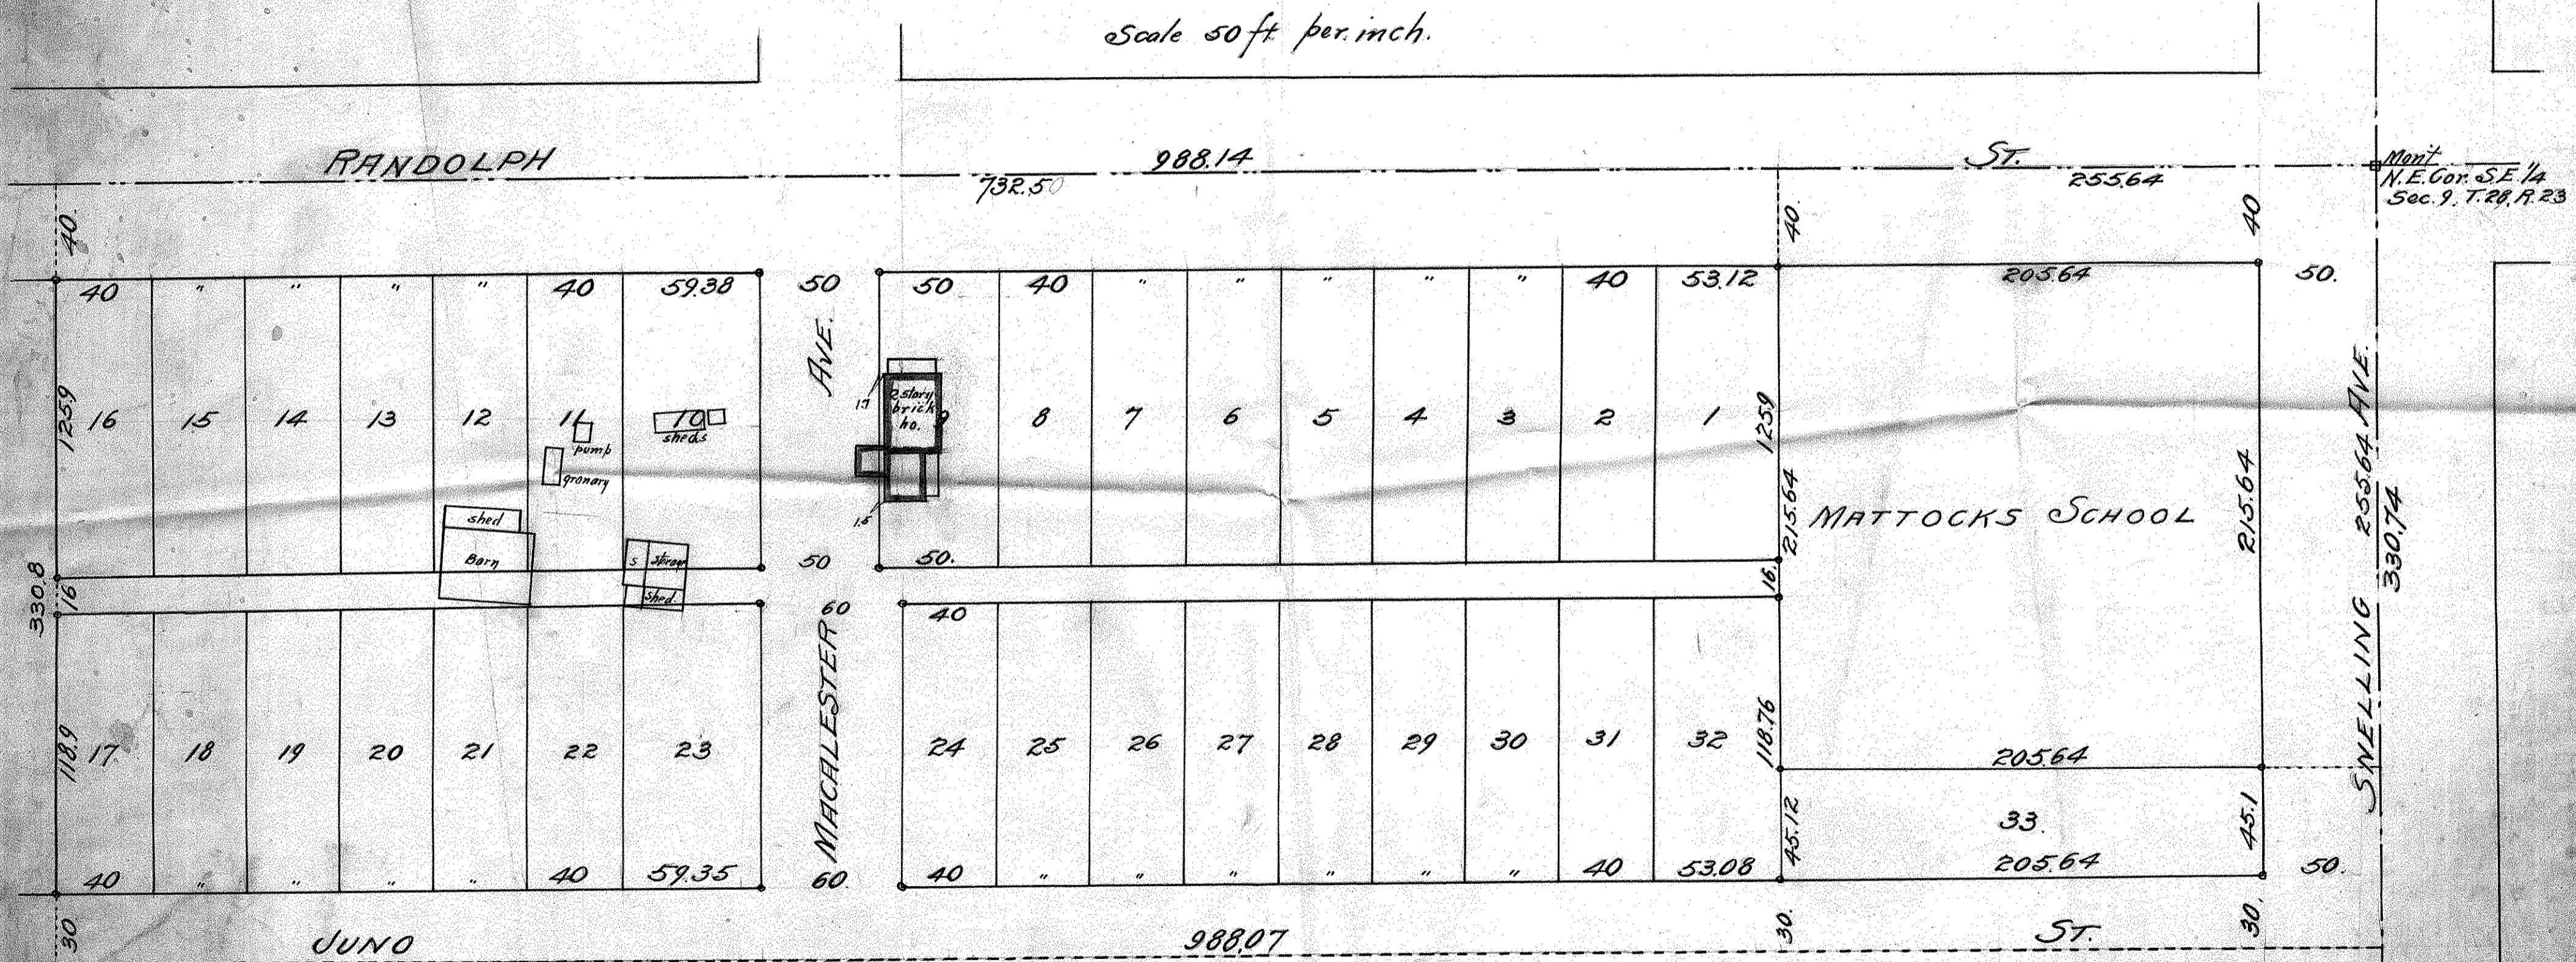 Scale 50 ft per. inch.
RANDOLPH 988.14 ST.
732.50 255.64
Mon't
N.E. Cor. S.E. 1/4
Sec. 9, T. 28, R. 23
40. 40. 40
40 " " " " 40 59.38 50 50 40 " " " " " 40 53.12 205.64 50.
AVE.
125.9 16 15 14 13 12 11 10 9 8 7 6 5 4 3 2 1 125.9
sheds
pump
granary
1.7
2 story
brick
ho.
1.5
215.64 MATTOCKS SCHOOL 215.64
255.64 AVE.
330.74
shed
Barn
S straw
shed
50 50.
330.8 16 16.
60 40
MACALESTER
SNELLING
118.9 17 18 19 20 21 22 23 24 25 26 27 28 29 30 31 32 118.76
205.64
45.12 33. 45.1
40 " " " " 40 59.35 60. 40 " " " " " " 40 53.08 205.64 50.
30 30. 30.
JUNO 988.07 ST.